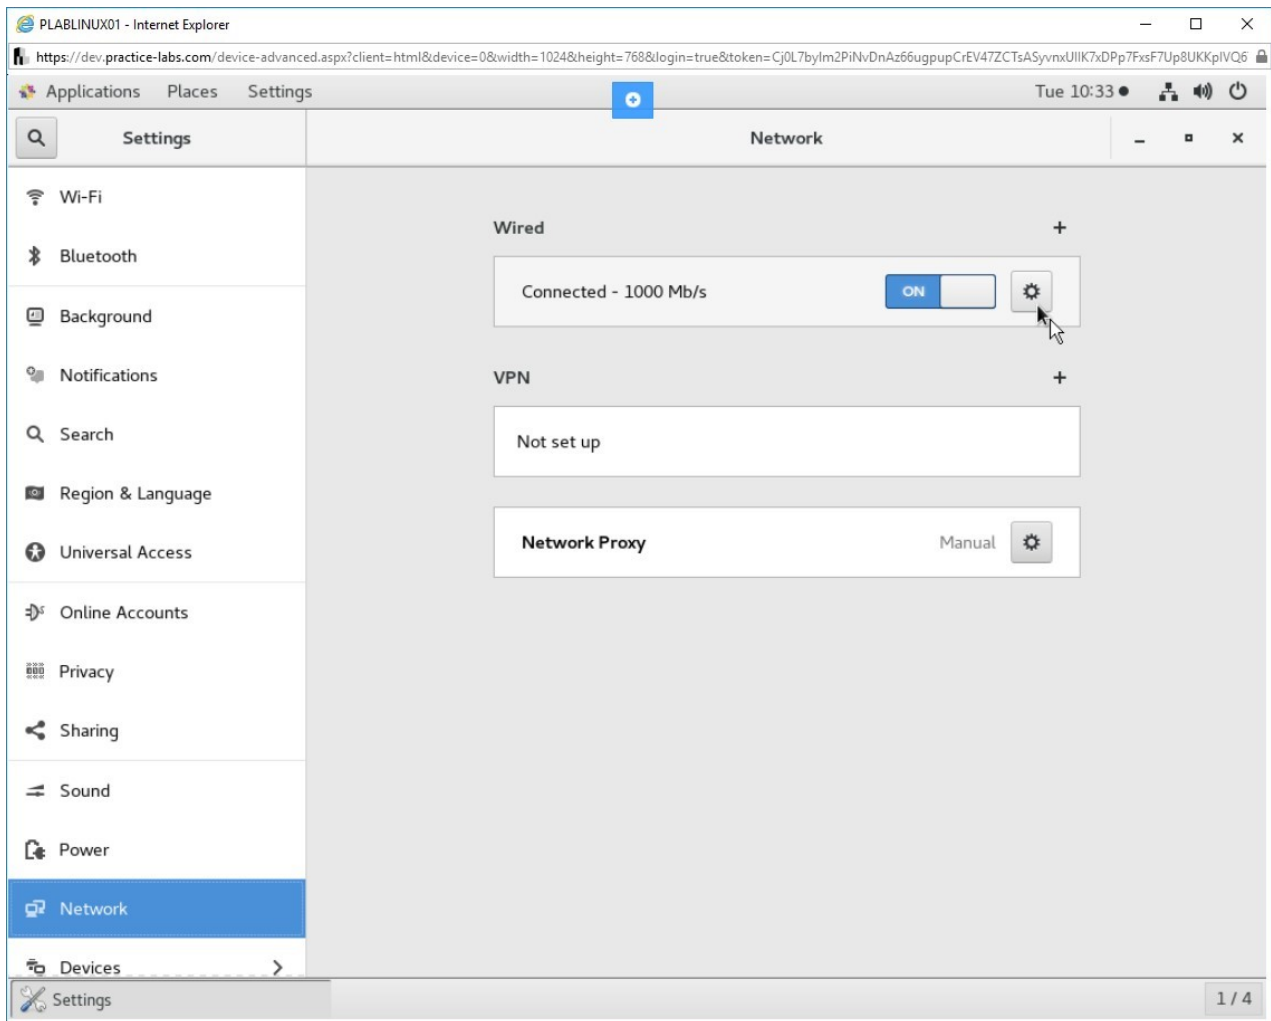 PLABLINUX01 - Internet Explorer
https://dev.practice-labs.com/device-advanced.aspx?client=html&device=0&width=1024&height=768&login=true&token=Cj0L7bylm2PiNvDnAz66ugpupCrEV47ZCTsASyvnxUIlK7xDPp7FxsF7Up8UKKpIVQ6
Applications Places Settings Tue 10:33
Settings Network
Wi-Fi
Bluetooth
Background
Notifications
Search
Region & Language
Universal Access
Online Accounts
Privacy
Sharing
Sound
Power
Network
Devices
Wired +
Connected - 1000 Mb/s ON
VPN +
Not set up
Network Proxy Manual
Settings 1 / 4